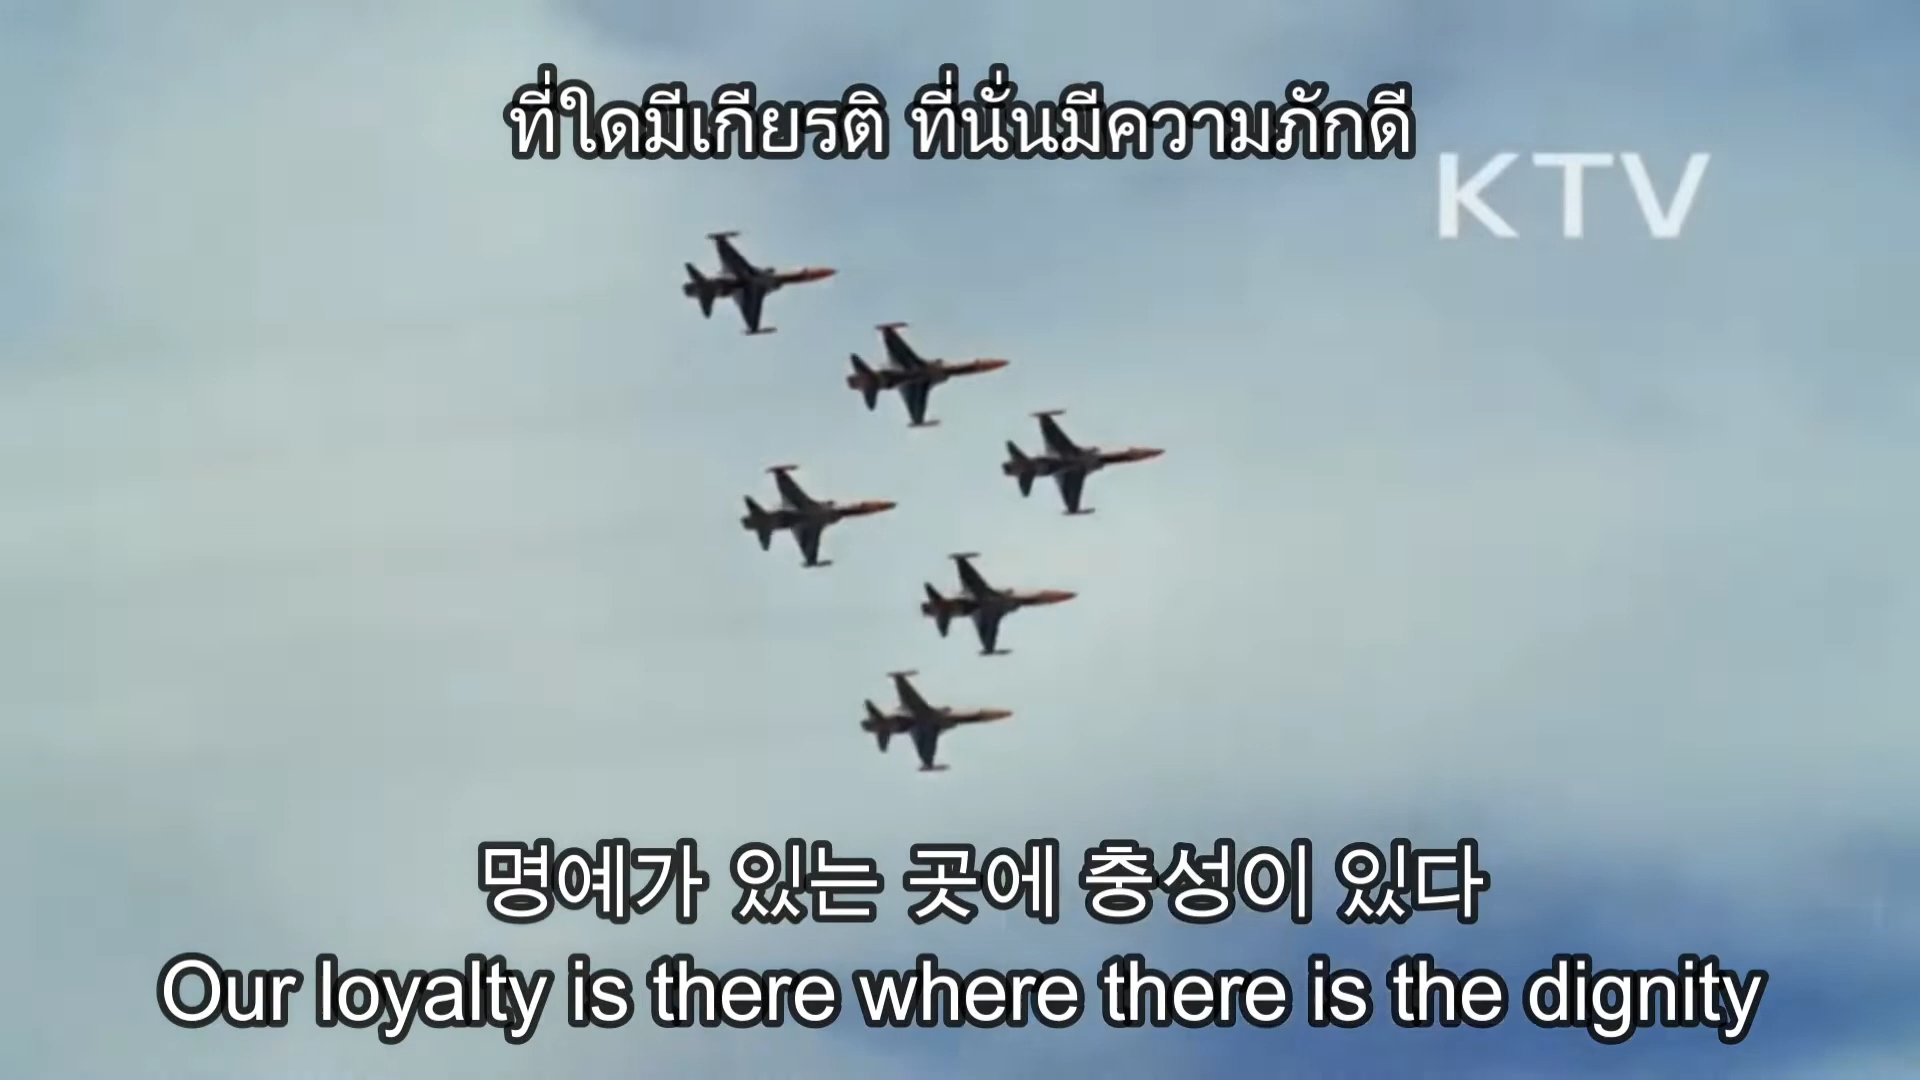 ที่ใดมีเกียรติ ที่นั่นมีความภักดี
KTV
명예가 있는 곳에 충성이 있다
Our loyalty is there where there is the dignity